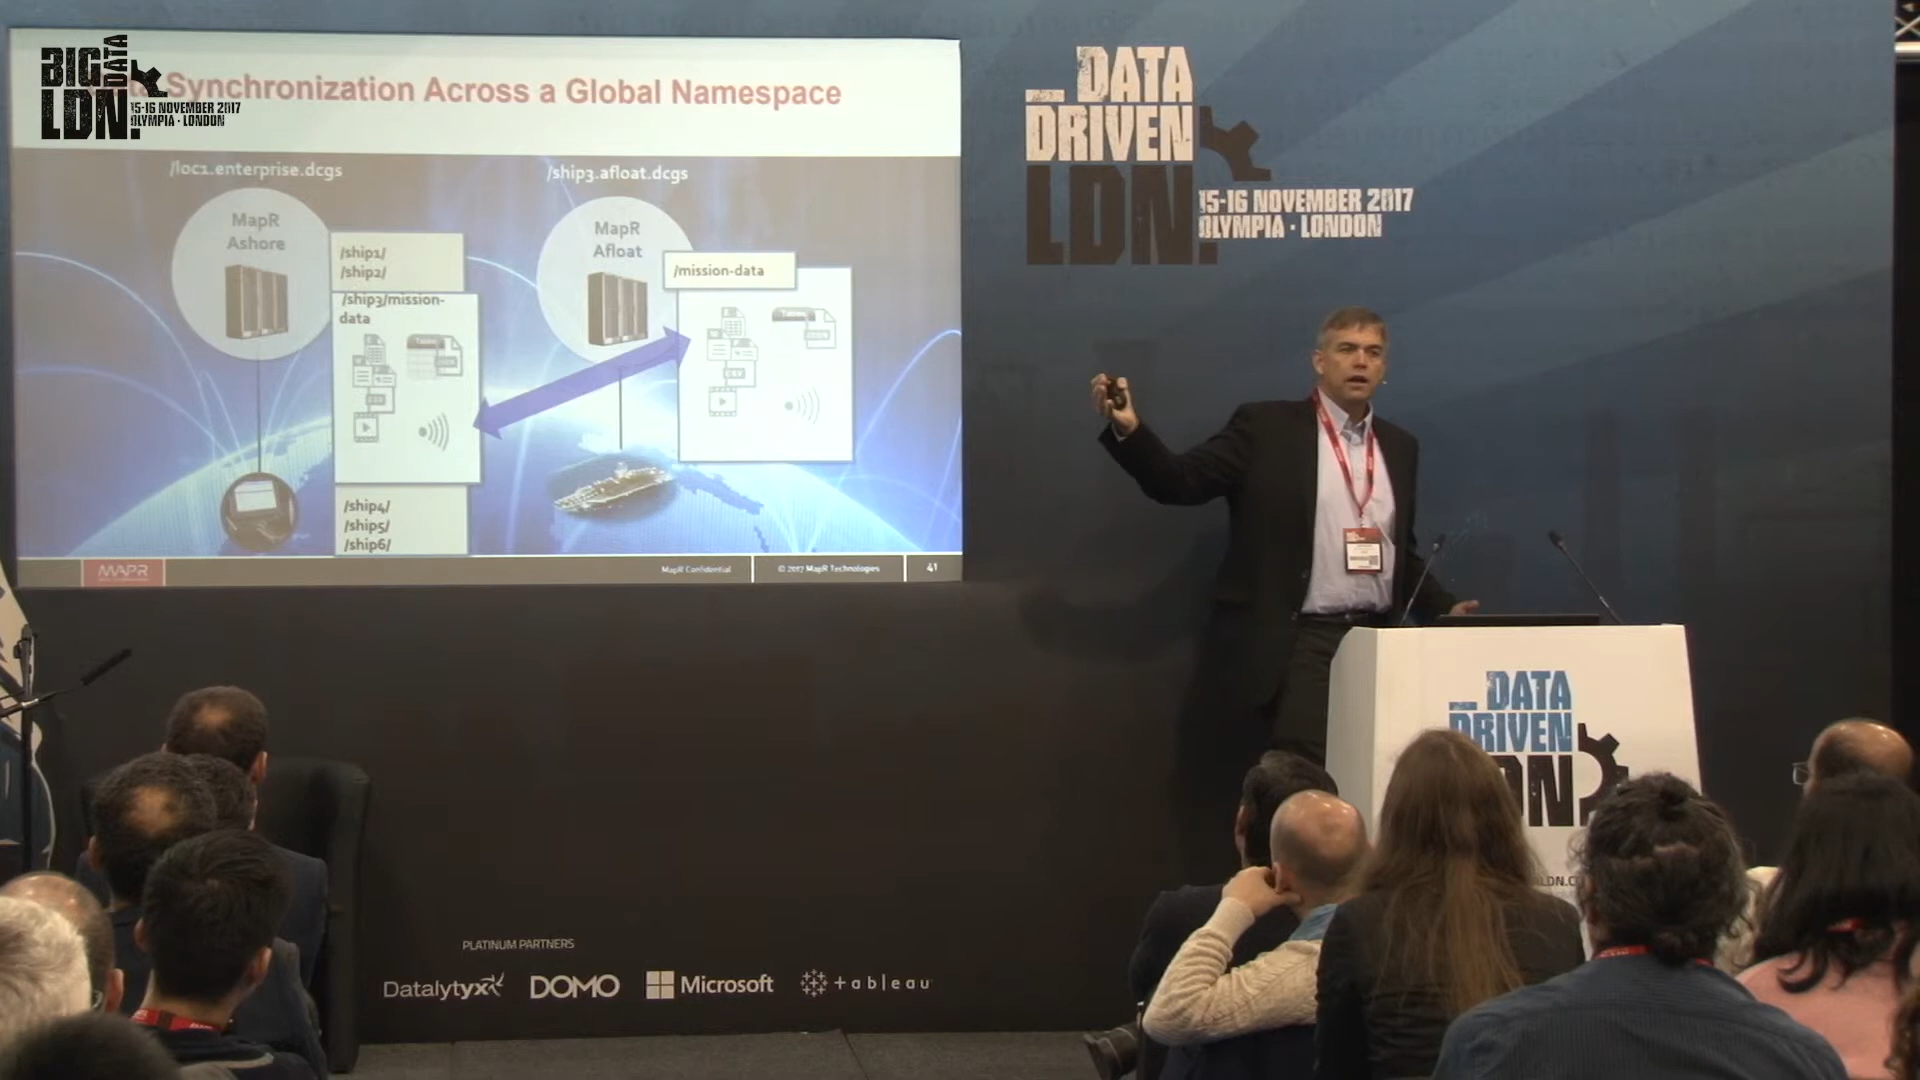 BIG
DATA
LDN.
15-16 NOVEMBER 2017
OLYMPIA · LONDON
Synchronization Across a Global Namespace
/loc1.enterprise.dcgs
/ship3.afloat.dcgs
MapR
Ashore
MapR
Afloat
/ship1/
/ship2/
/ship3/mission-
data
/mission-data
/ship4/
/ship5/
/ship6/
MAPR
MapR Confidential
© 2017 MapR Technologies
41
DATA
DRIVEN
LDN.
15-16 NOVEMBER 2017
OLYMPIA · LONDON
DATA
DRIVEN
PLATINUM PARTNERS
Datalytyx
DOMO
Microsoft
+ableau